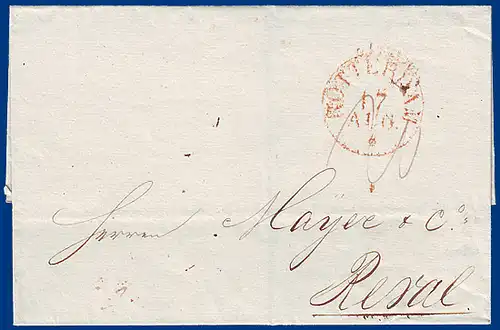 ROTTERDAM
17
AUG.
Herren Mayer & Co:
Reval.